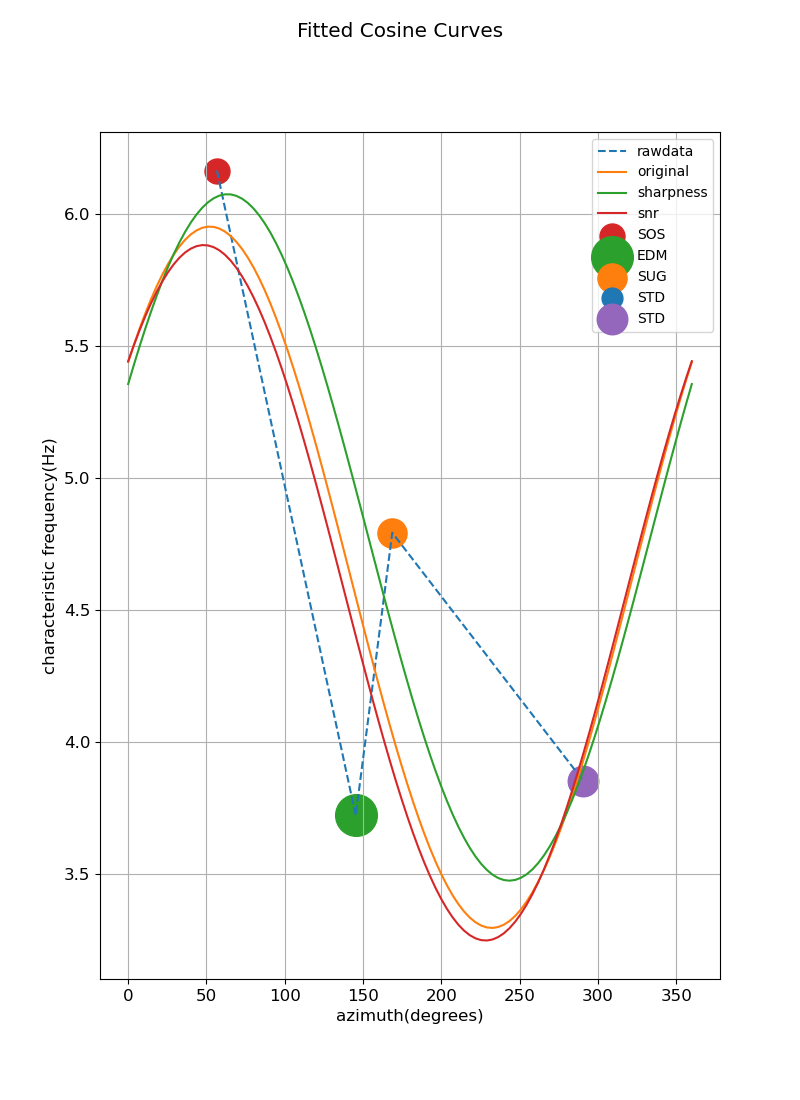 Fitted Cosine Curves
rawdata
original
sharpness
snr
SOS
EDM
SUG
STD
STD
characteristic frequency(Hz)
6.0
5.5
5.0
4.5
4.0
3.5
0 50 100 150 200 250 300 350
azimuth(degrees)